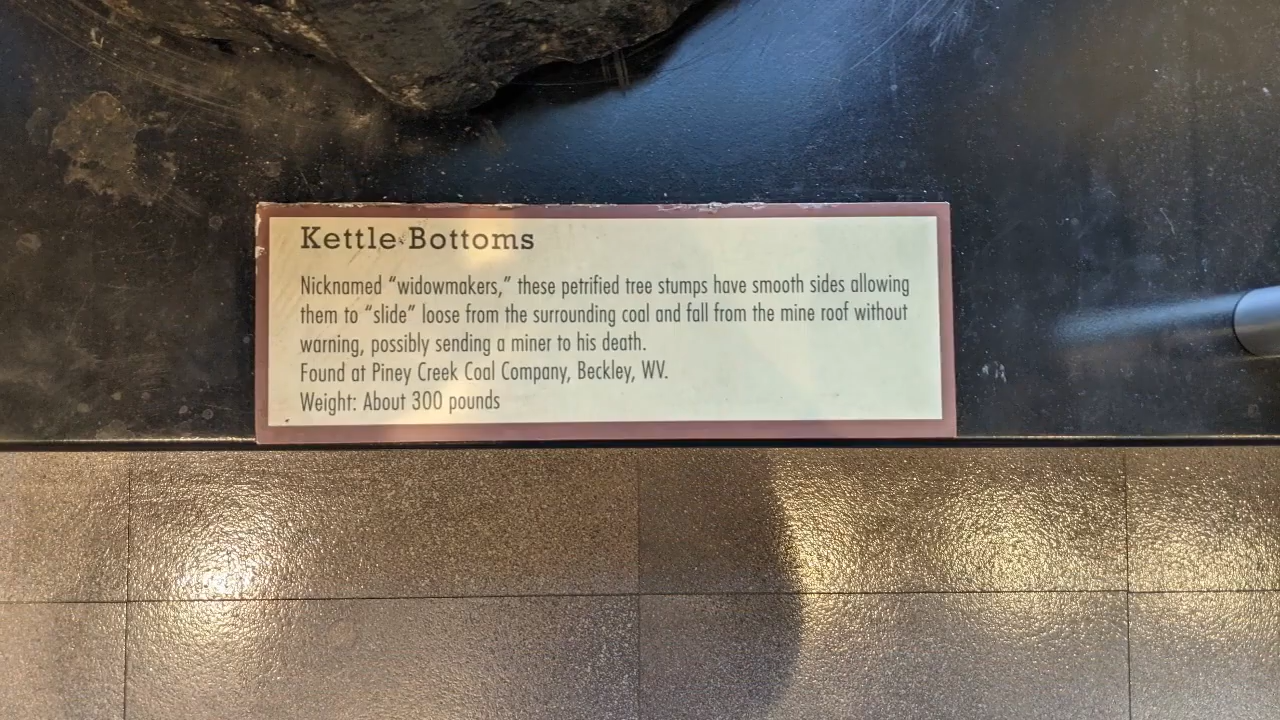 Kettle Bottoms
Nicknamed “widowmakers,” these petrified tree stumps have smooth sides allowing
them to “slide” loose from the surrounding coal and fall from the mine roof without
warning, possibly sending a miner to his death.
Found at Piney Creek Coal Company, Beckley, WV.
Weight: About 300 pounds